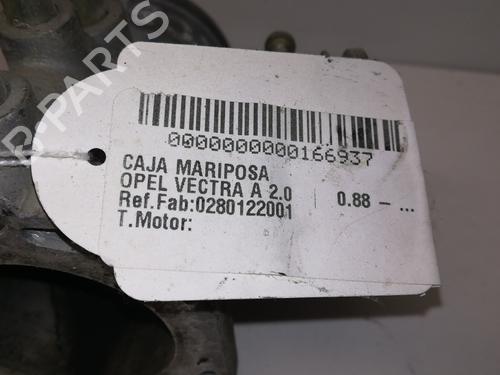 0000000000166937
CAJA MARIPOSA
OPEL VECTRA A 2.0 | 0.88 - ...
Ref.Fab:0280122001
T.Motor:
B-PARTS